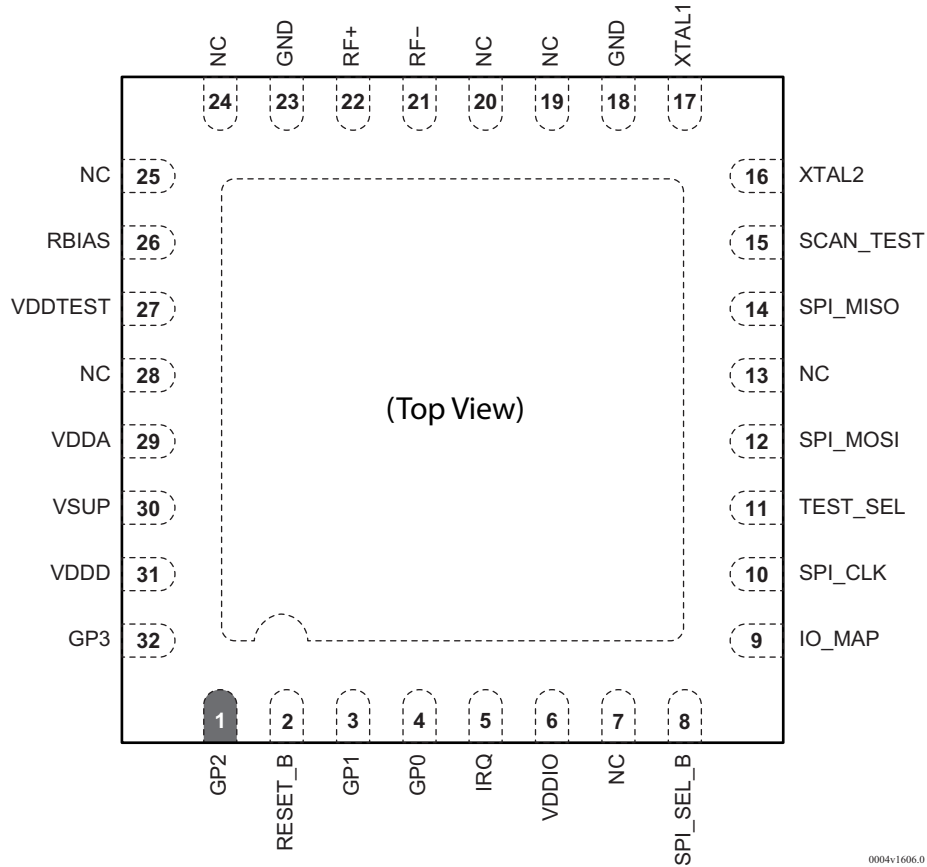 NC GND RF+ RF– NC NC GND XTAL1
24 23 22 21 20 19 18 17
NC 25
RBIAS 26
VDDTEST 27
NC 28
VDDA 29
VSUP 30
VDDD 31
GP3 32
(Top View)
16 XTAL2
15 SCAN_TEST
14 SPI_MISO
13 NC
12 SPI_MOSI
11 TEST_SEL
10 SPI_CLK
9 IO_MAP
1 2 3 4 5 6 7 8
GP2 RESET_B GP1 GP0 IRQ VDDIO NC SPI_SEL_B
0004v1606.0